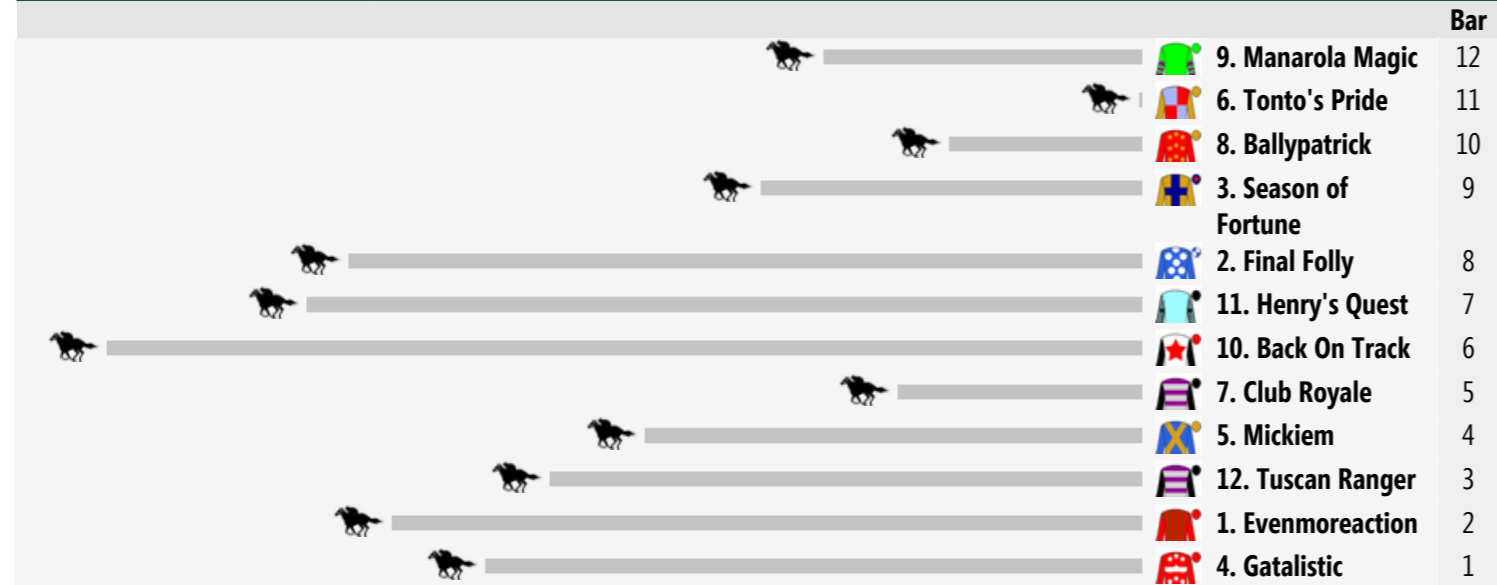 Bar
9. Manarola Magic 12
6. Tonto's Pride 11
8. Ballypatrick 10
3. Season of 9
Fortune
2. Final Folly 8
11. Henry's Quest 7
10. Back On Track 6
7. Club Royale 5
5. Mickiem 4
12. Tuscan Ranger 3
1. Evenmoreaction 2
4. Gatalistic 1